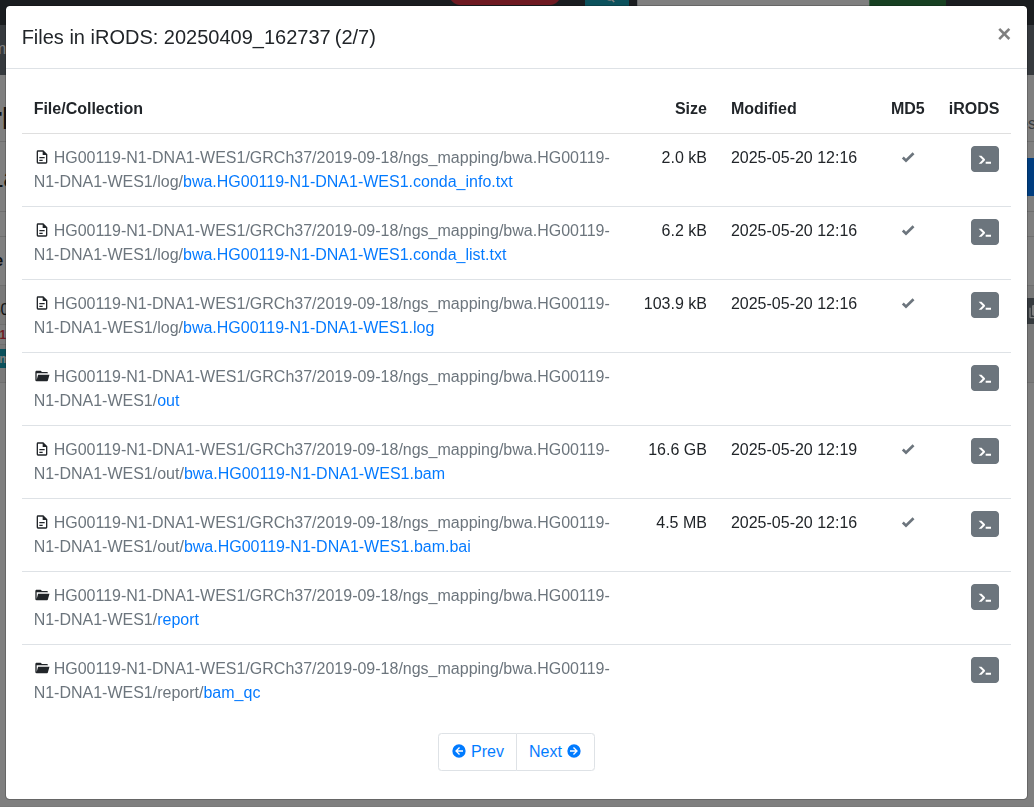 Files in iRODS: 20250409_162737 (2/7)
×
File/Collection Size Modified MD5 iRODS
HG00119-N1-DNA1-WES1/GRCh37/2019-09-18/ngs_mapping/bwa.HG00119- 2.0 kB 2025-05-20 12:16
N1-DNA1-WES1/log/bwa.HG00119-N1-DNA1-WES1.conda_info.txt
HG00119-N1-DNA1-WES1/GRCh37/2019-09-18/ngs_mapping/bwa.HG00119- 6.2 kB 2025-05-20 12:16
N1-DNA1-WES1/log/bwa.HG00119-N1-DNA1-WES1.conda_list.txt
HG00119-N1-DNA1-WES1/GRCh37/2019-09-18/ngs_mapping/bwa.HG00119- 103.9 kB 2025-05-20 12:16
N1-DNA1-WES1/log/bwa.HG00119-N1-DNA1-WES1.log
HG00119-N1-DNA1-WES1/GRCh37/2019-09-18/ngs_mapping/bwa.HG00119-
N1-DNA1-WES1/out
HG00119-N1-DNA1-WES1/GRCh37/2019-09-18/ngs_mapping/bwa.HG00119- 16.6 GB 2025-05-20 12:19
N1-DNA1-WES1/out/bwa.HG00119-N1-DNA1-WES1.bam
HG00119-N1-DNA1-WES1/GRCh37/2019-09-18/ngs_mapping/bwa.HG00119- 4.5 MB 2025-05-20 12:16
N1-DNA1-WES1/out/bwa.HG00119-N1-DNA1-WES1.bam.bai
HG00119-N1-DNA1-WES1/GRCh37/2019-09-18/ngs_mapping/bwa.HG00119-
N1-DNA1-WES1/report
HG00119-N1-DNA1-WES1/GRCh37/2019-09-18/ngs_mapping/bwa.HG00119-
N1-DNA1-WES1/report/bam_qc
Prev Next